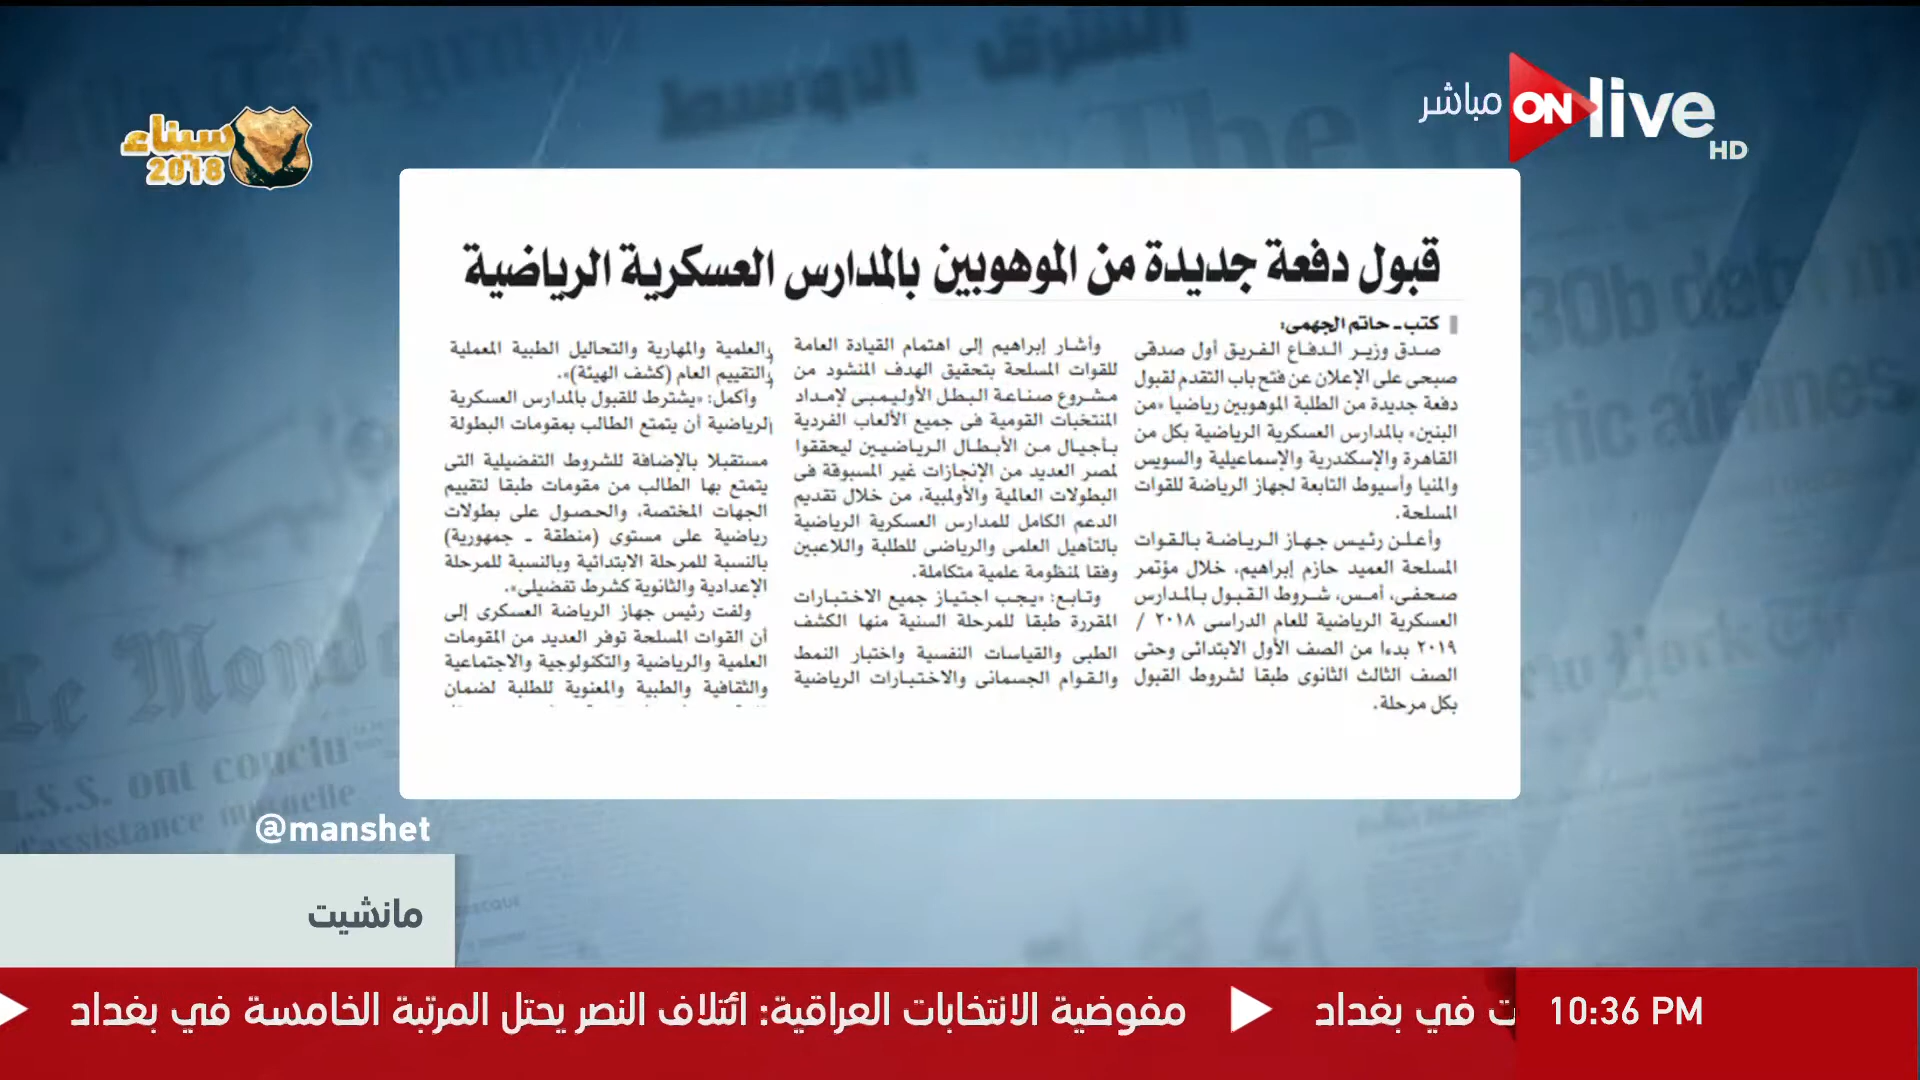 مباشر ON live
HD
سيناء
2018
قبول دفعة جديدة من الموهوبين بالمدارس العسكرية الرياضية
كتب ـ حاتم الجهمى:
صدق وزير الدفاع الفريق أول صدقى
صبحى على الإعلان عن فتح باب التقدم لقبول
دفعة جديدة من الطلبة الموهوبين رياضيا «من
البنين» بالمدارس العسكرية الرياضية بكل من
القاهرة والإسكندرية والإسماعيلية والسويس
والمنيا وأسيوط التابعة لجهاز الرياضة للقوات
المسلحة.
وأعلن رئيس جهاز الرياضة بالقوات
المسلحة العميد حازم إبراهيم، خلال مؤتمر
صحفى، أمس، شروط القبول بالمدارس
العسكرية الرياضية للعام الدراسى ٢٠١٨ /
٢٠١٩ بدءا من الصف الأول الابتدائى وحتى
الصف الثالث الثانوى طبقا لشروط القبول
بكل مرحلة.
وأشار إبراهيم إلى اهتمام القيادة العامة
للقوات المسلحة بتحقيق الهدف المنشود من
مشروع صناعة البطل الأوليمبى لإمداد
المنتخبات القومية فى جميع الألعاب الفردية
بأجيال من الأبطال الرياضيين ليحققوا
لمصر العديد من الإنجازات غير المسبوقة فى
البطولات العالمية والأولمبية، من خلال تقديم
الدعم الكامل للمدارس العسكرية الرياضية
بالتأهيل العلمى والرياضى للطلبة واللاعبين
وفقا لمنظومة علمية متكاملة.
وتابع: «يجب اجتياز جميع الاختبارات
المقررة طبقا للمرحلة السنية منها الكشف
الطبى والقياسات النفسية واختبار النمط
والقوام الجسمانى والاختبارات الرياضية
والعلمية والمهارية والتحاليل الطبية المعملية
والتقييم العام (كشف الهيئة)».
وأكمل: «يشترط للقبول بالمدارس العسكرية
الرياضية أن يتمتع الطالب بمقومات البطولة
مستقبلا بالإضافة للشروط التفضيلية التى
يتمتع بها الطالب من مقومات طبقا لتقييم
الجهات المختصة، والحصول على بطولات
رياضية على مستوى (منطقة ـ جمهورية)
بالنسبة للمرحلة الابتدائية وبالنسبة للمرحلة
الإعدادية والثانوية كشرط تفضيلى».
ولفت رئيس جهاز الرياضة العسكرى إلى
أن القوات المسلحة توفر العديد من المقومات
العلمية والرياضية والتكنولوجية والاجتماعية
والثقافية والطبية والمعنوية للطلبة لضمان
@manshet
مانشيت
ت في بغداد
مفوضية الانتخابات العراقية: ائتلاف النصر يحتل المرتبة الخامسة في بغداد
10:36 PM